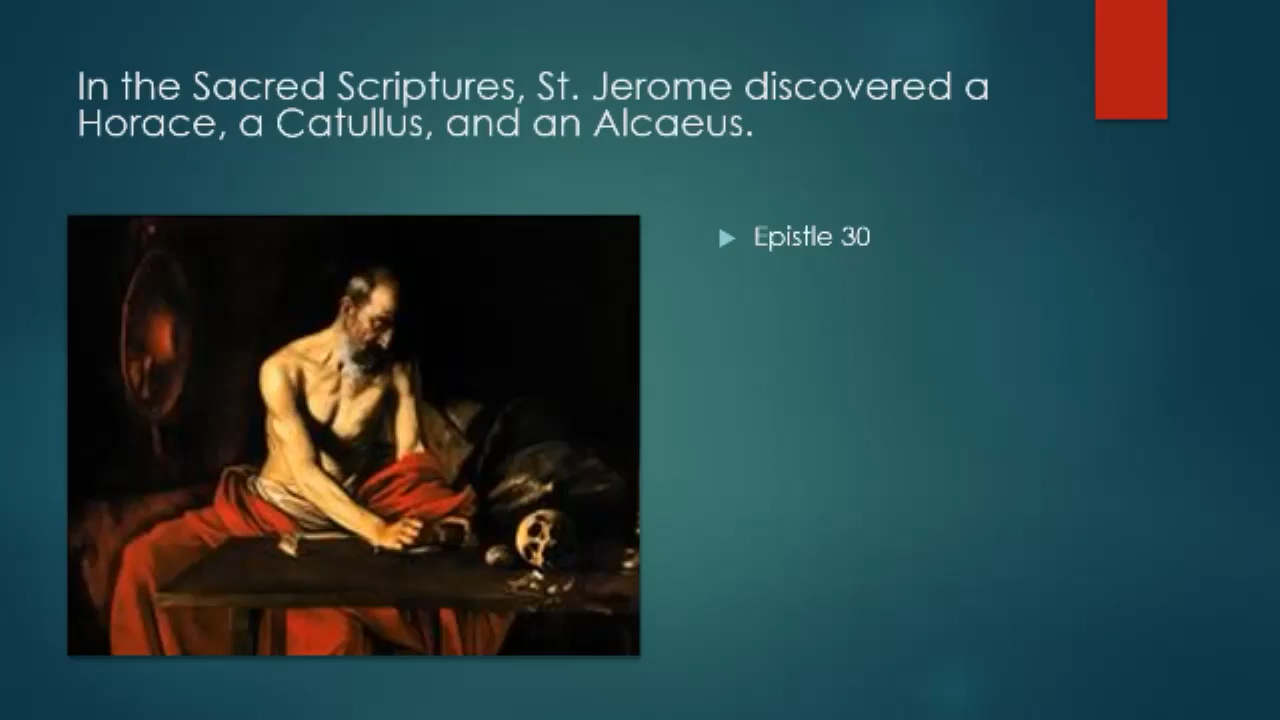 In the Sacred Scriptures, St. Jerome discovered a
Horace, a Catullus, and an Alcaeus.
Epistle 30